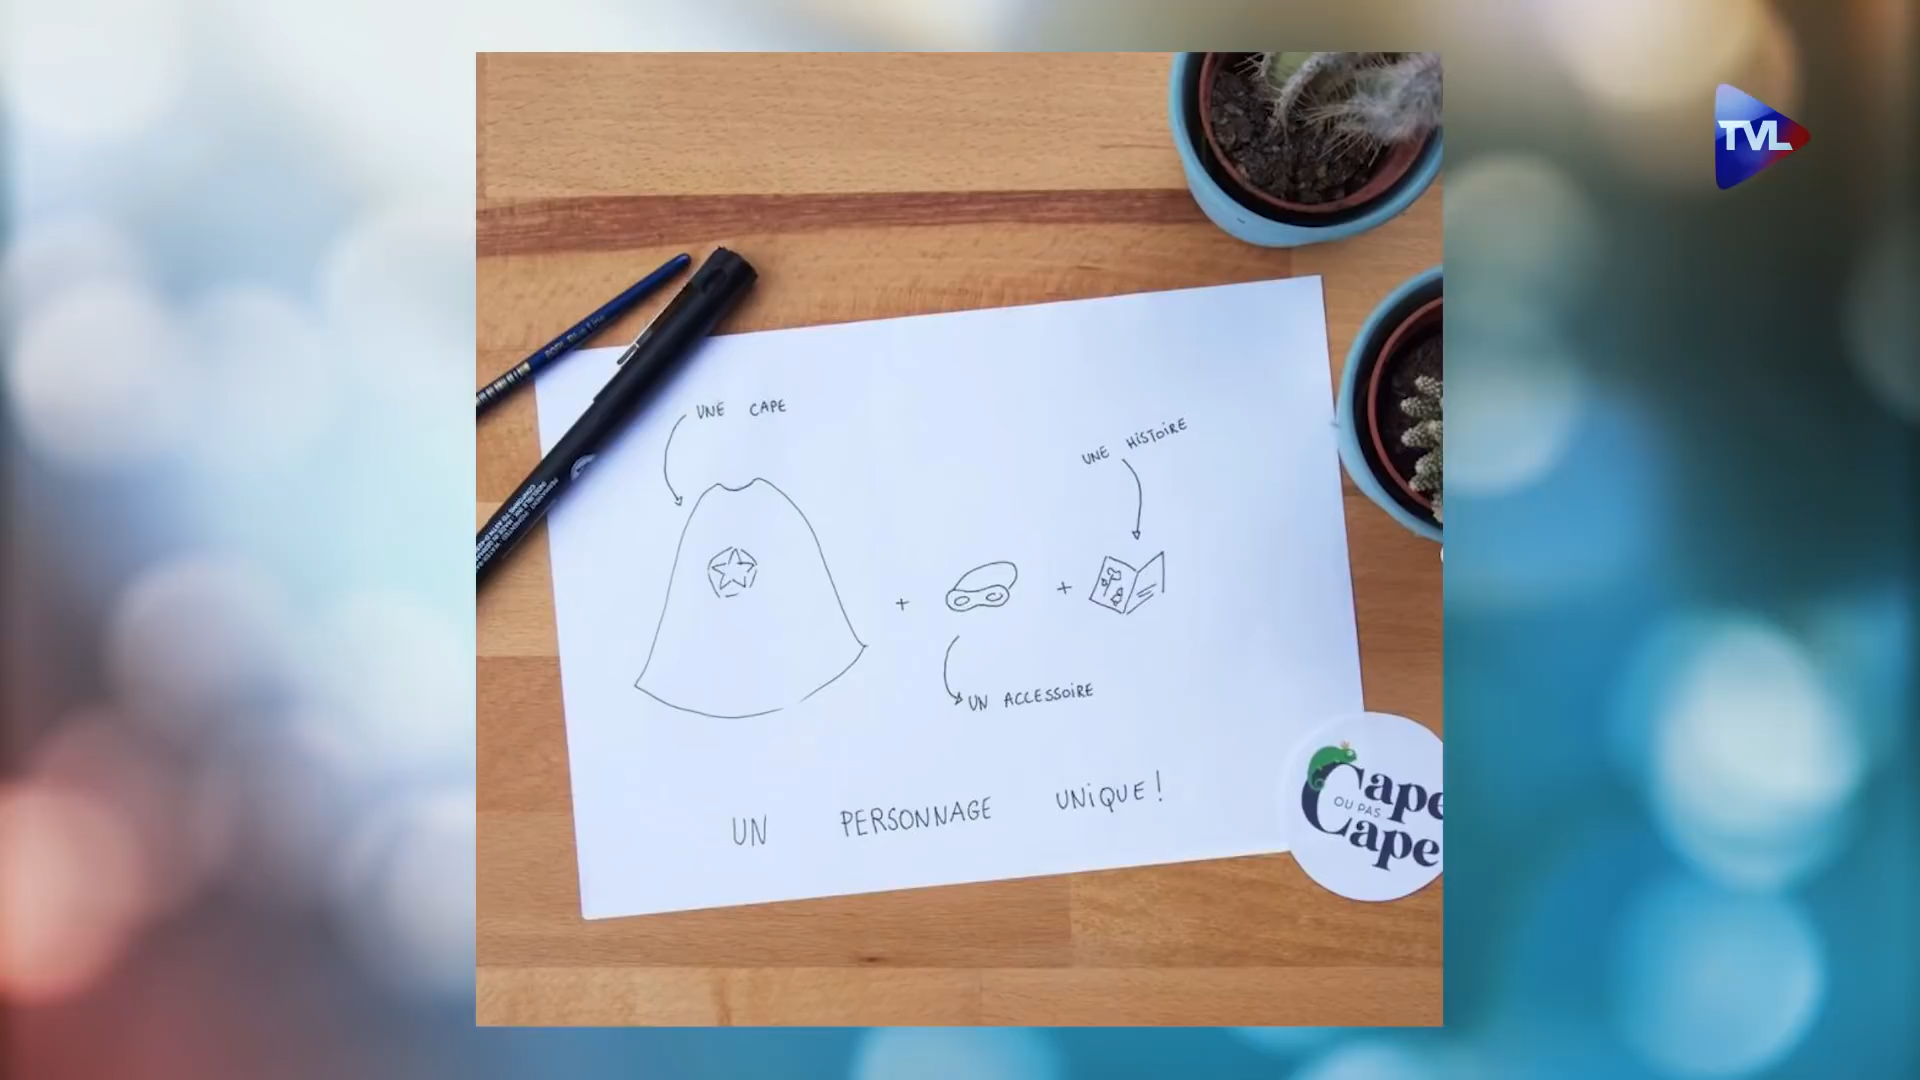 TVL
UNE CAPE
UNE HISTOIRE
+
+
UN ACCESSOIRE
UN PERSONNAGE UNIQUE!
Cape
OU PAS
Cape